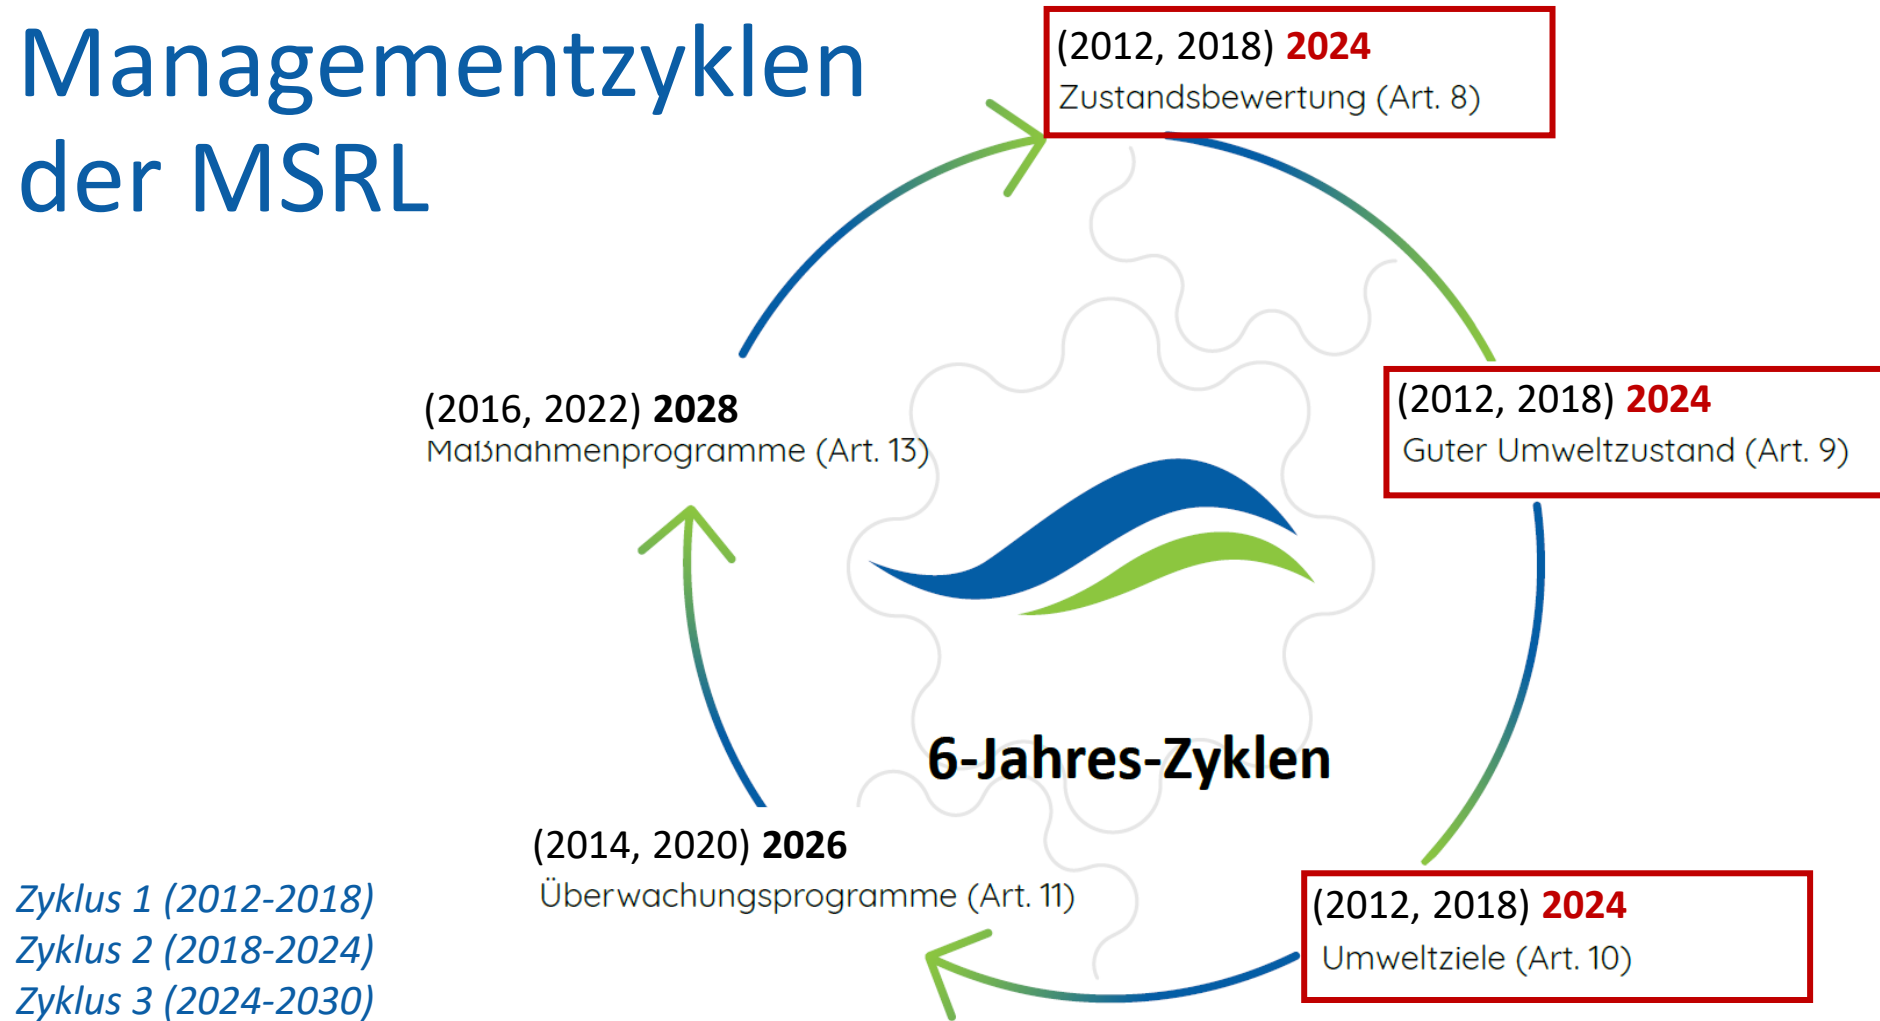 Managementzyklen
der MSRL
(2012, 2018) 2024
Zustandsbewertung (Art. 8)
(2012, 2018) 2024
Guter Umweltzustand (Art. 9)
(2012, 2018) 2024
Umweltziele (Art. 10)
(2014, 2020) 2026
Überwachungsprogramme (Art. 11)
(2016, 2022) 2028
Maßnahmenprogramme (Art. 13)
6-Jahres-Zyklen
Zyklus 1 (2012-2018)
Zyklus 2 (2018-2024)
Zyklus 3 (2024-2030)